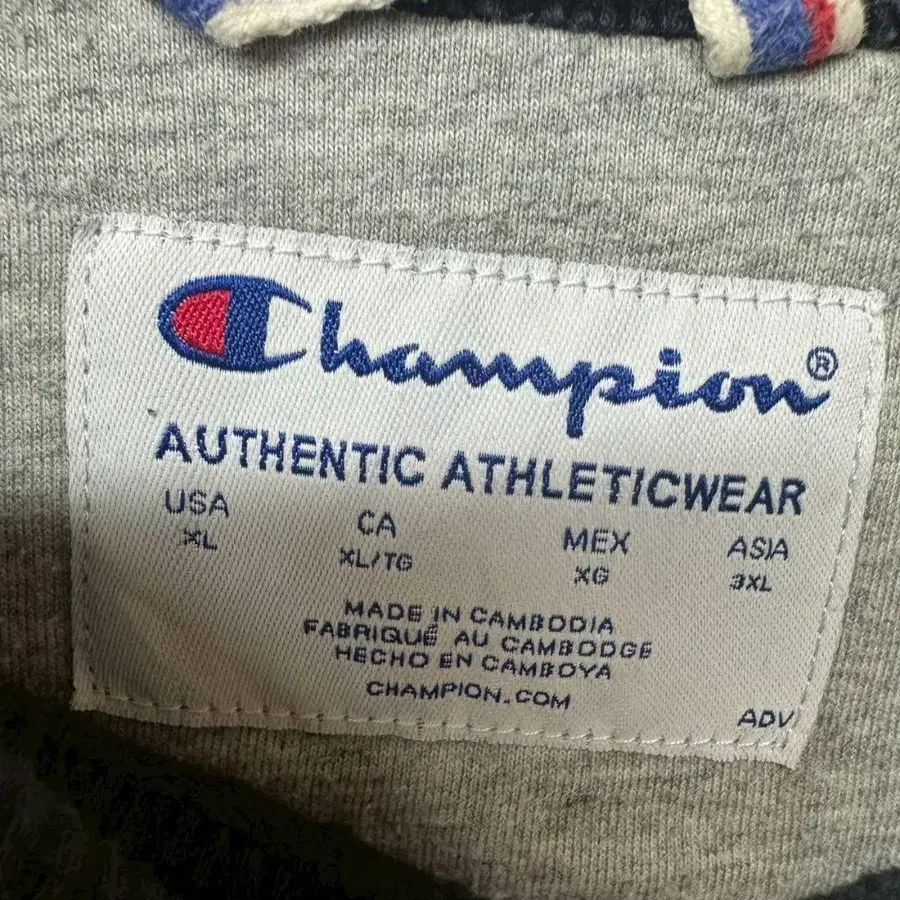 Champion®
AUTHENTIC ATHLETICWEAR
USA CA MEX ASIA
XL XL/TG XG 3XL
MADE IN CAMBODIA
FABRIQUÉ AU CAMBODGE
HECHO EN CAMBOYA
CHAMPION.COM
ADV